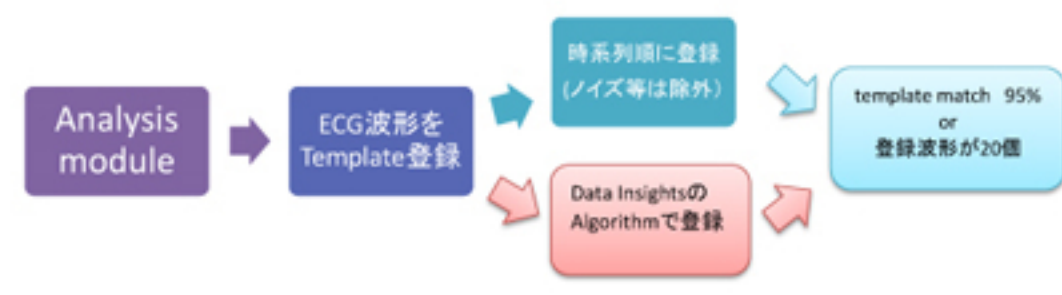 Analysis
module
ECG波形を
Template登録
時系列順に登録
(ノイズ等は除外)
Data Insightsの
Algorithmで登録
template match 95%
or
登録波形が20個